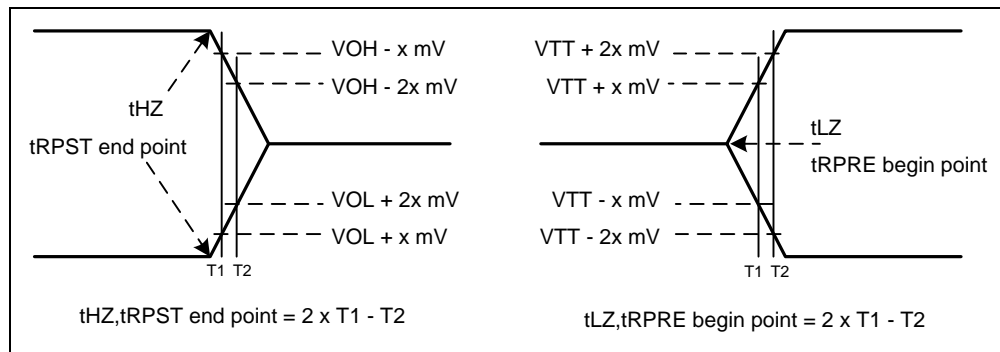 VOH - x mV
VOH - 2x mV
tHZ
tRPST end point
VOL + 2x mV
VOL + x mV
T1 T2
tHZ,tRPST end point = 2 x T1 - T2
VTT + 2x mV
VTT + x mV
tLZ
tRPRE begin point
VTT - x mV
VTT - 2x mV
T1 T2
tLZ,tRPRE begin point = 2 x T1 - T2